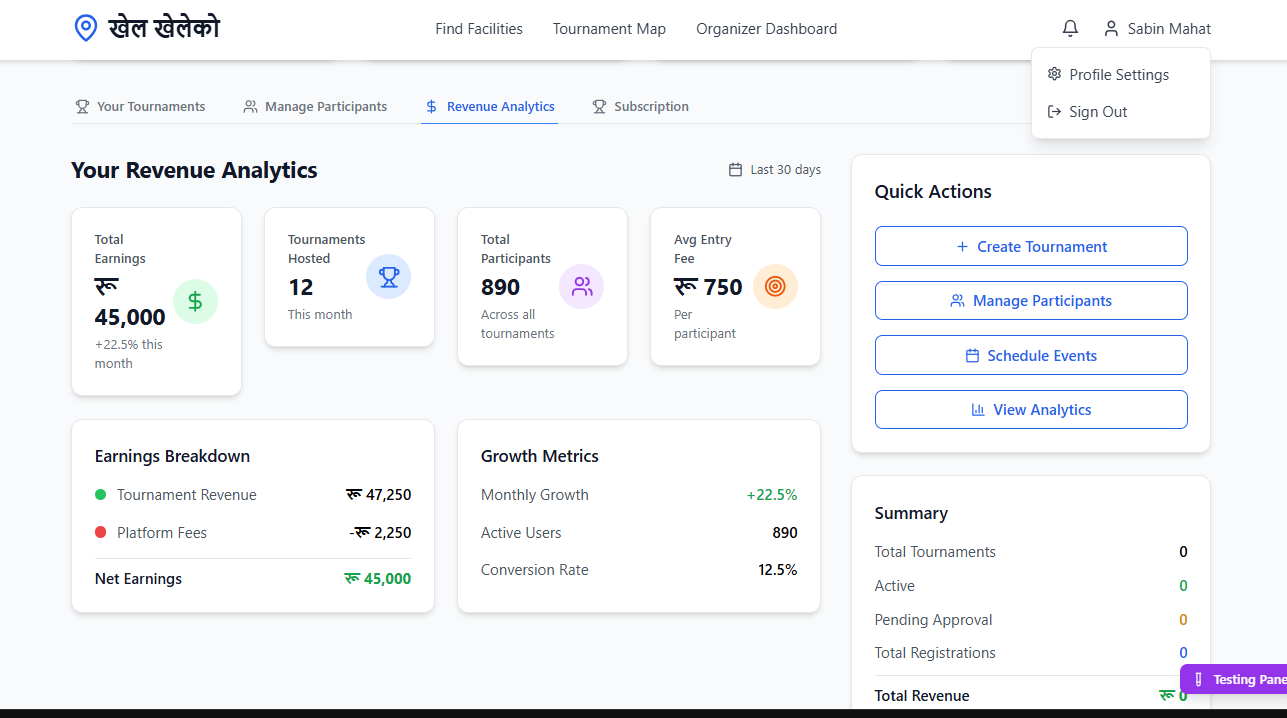 खेल खेलेको
Find Facilities
Tournament Map
Organizer Dashboard
Sabin Mahat
Profile Settings
Sign Out
Your Tournaments
Manage Participants
Revenue Analytics
Subscription
Your Revenue Analytics
Last 30 days
Total
Earnings
रू
45,000
+22.5% this
month
Tournaments
Hosted
12
This month
Total
Participants
890
Across all
tournaments
Avg Entry
Fee
रू 750
Per
participant
Earnings Breakdown
Tournament Revenue रू 47,250
Platform Fees -रू 2,250
Net Earnings रू 45,000
Growth Metrics
Monthly Growth +22.5%
Active Users 890
Conversion Rate 12.5%
Quick Actions
Create Tournament
Manage Participants
Schedule Events
View Analytics
Summary
Total Tournaments 0
Active 0
Pending Approval 0
Total Registrations 0
Total Revenue रू 0
Testing Pane